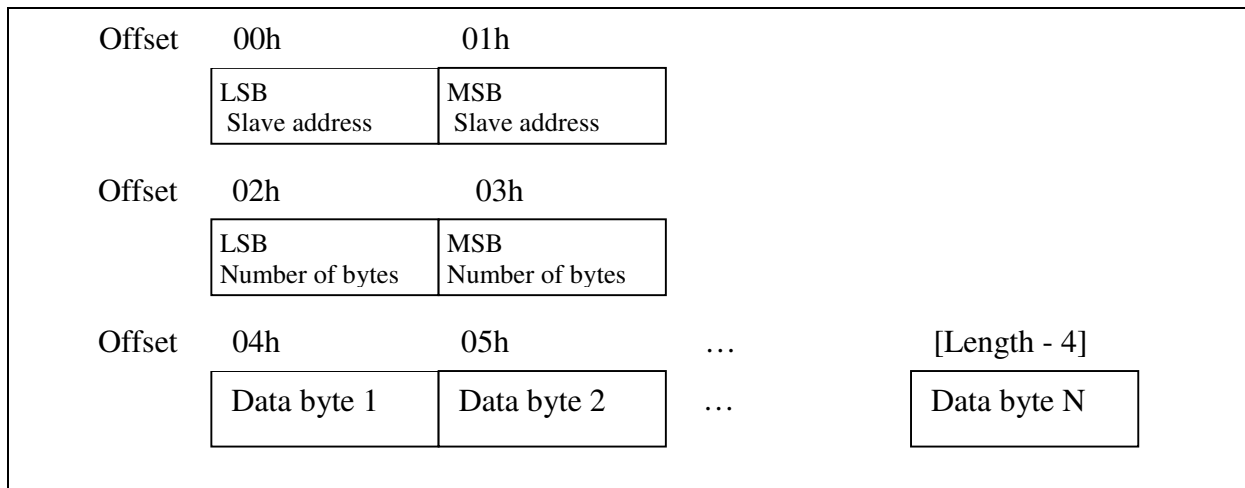 Offset 00h 01h
LSB MSB
Slave address Slave address
Offset 02h 03h
LSB MSB
Number of bytes Number of bytes
Offset 04h 05h … [Length - 4]
Data byte 1 Data byte 2 … Data byte N